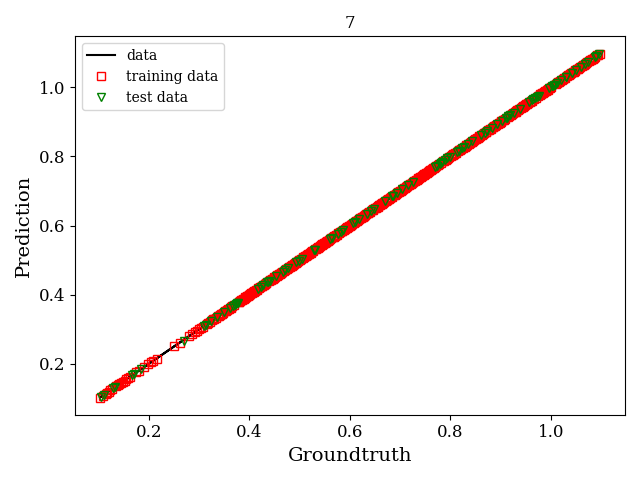 7
data
training data
test data
1.0
0.8
0.6
0.4
0.2
Prediction
0.2 0.4 0.6 0.8 1.0
Groundtruth